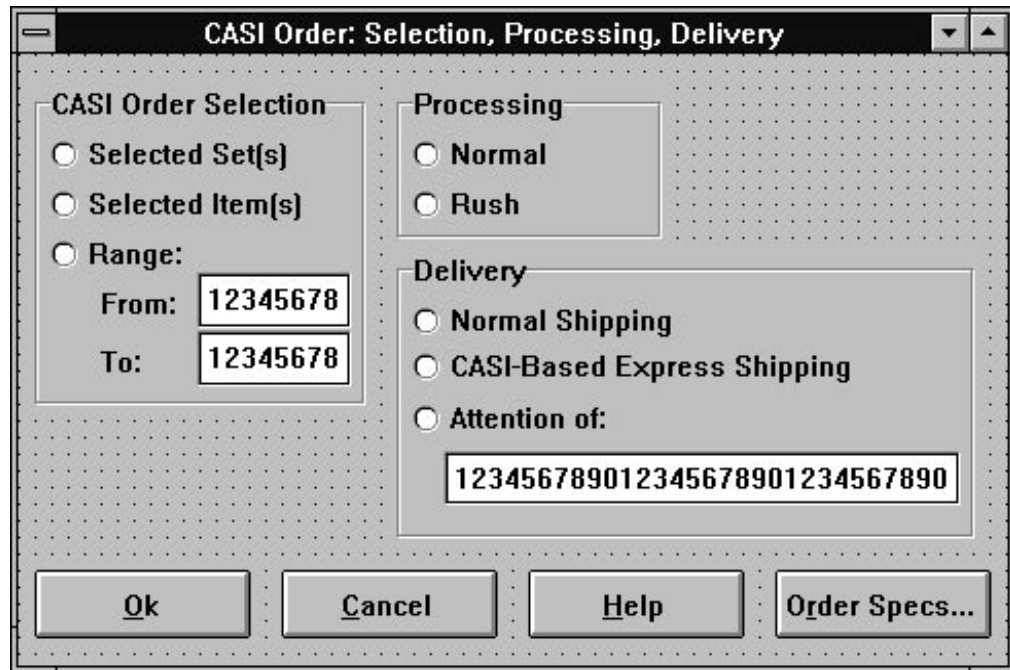 CASI Order: Selection, Processing, Delivery
CASI Order Selection
Selected Set(s)
Selected Item(s)
Range:
From: 12345678
To: 12345678
Processing
Normal
Rush
Delivery
Normal Shipping
CASI-Based Express Shipping
Attention of:
123456789012345678901234567890
Ok
Cancel
Help
Order Specs...